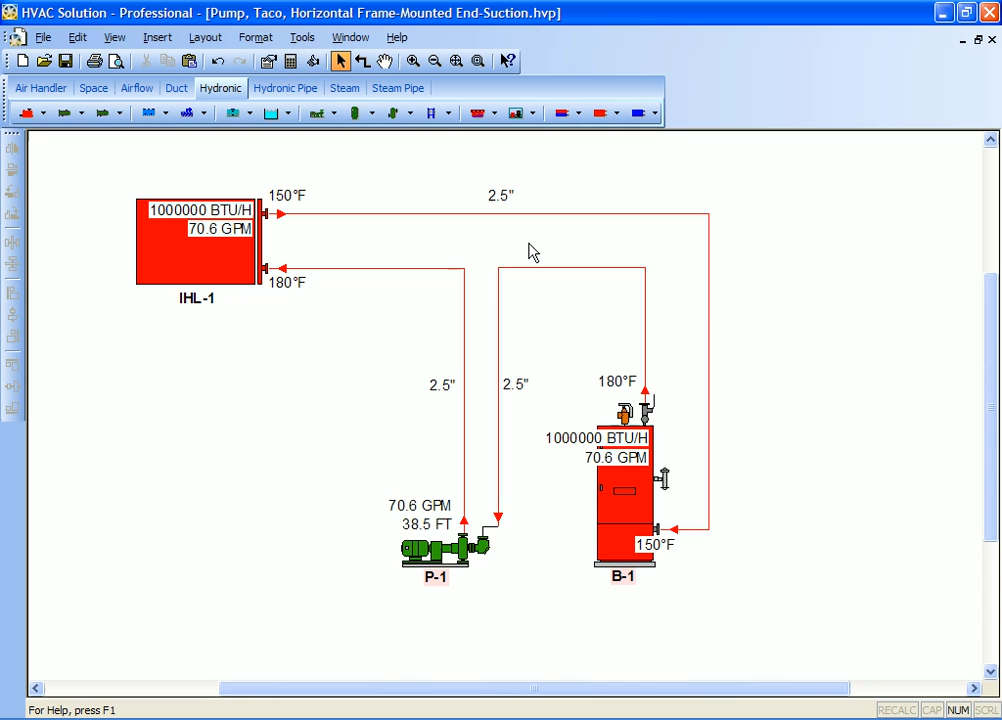 HVAC Solution - Professional - [Pump, Taco, Horizontal Frame-Mounted End-Suction.hvp]
File Edit View Insert Layout Format Tools Window Help
Air Handler Space Airflow Duct Hydronic Hydronic Pipe Steam Steam Pipe
150°F 2.5"
1000000 BTU/H
70.6 GPM
180°F
IHL-1
2.5" 2.5" 180°F
1000000 BTU/H
70.6 GPM
70.6 GPM
38.5 FT
150°F
P-1 B-1
For Help, press F1 RECALC CAP NUM SCRL